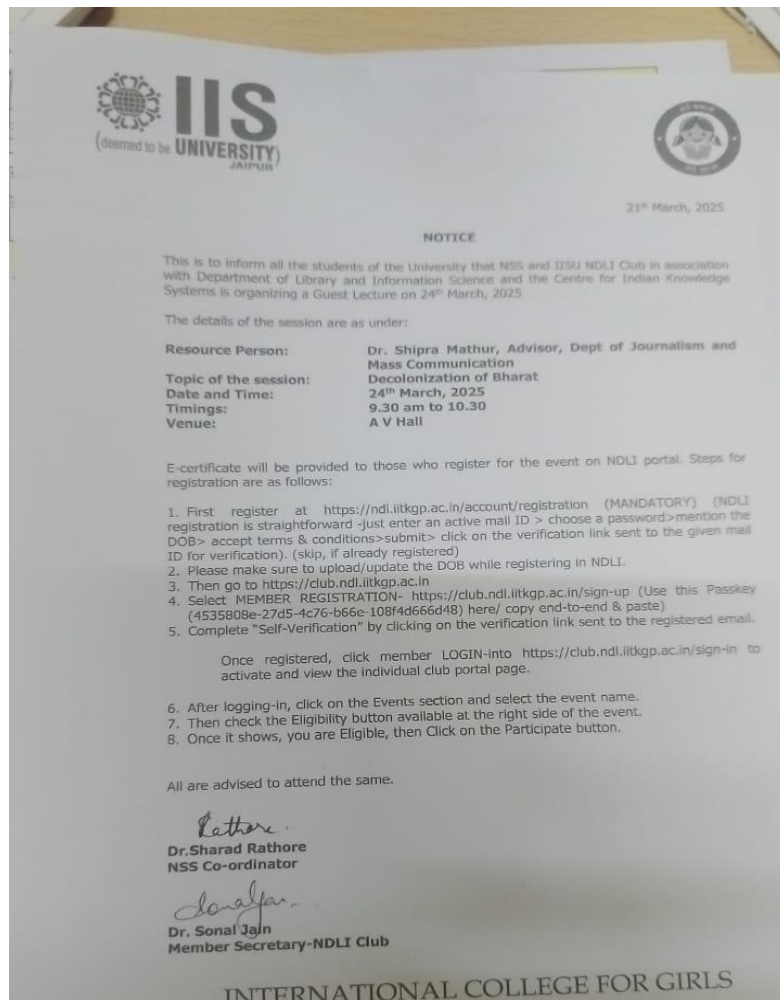 IIS
(deemed to be UNIVERSITY)
JAIPUR
21st March, 2025
NOTICE
This is to inform all the students of the University that NSS and IISU NDLI Club in association
with Department of Library and Information Science and the Centre for Indian Knowledge
Systems is organizing a Guest Lecture on 24th March, 2025
The details of the session are as under:
Resource Person: Dr. Shipra Mathur, Advisor, Dept of Journalism and
Mass Communication
Topic of the session: Decolonization of Bharat
Date and Time: 24th March, 2025
Timings: 9.30 am to 10.30
Venue: A V Hall
E-certificate will be provided to those who register for the event on NDLI portal. Steps for
registration are as follows:
1. First register at https://ndl.iitkgp.ac.in/account/registration (MANDATORY) (NDLI
registration is straightforward -just enter an active mail ID > choose a password>mention the
DOB> accept terms & conditions>submit> click on the verification link sent to the given mail
ID for verification). (skip, if already registered)
2. Please make sure to upload/update the DOB while registering in NDLI.
3. Then go to https://club.ndl.iitkgp.ac.in
4. Select MEMBER REGISTRATION- https://club.ndl.iitkgp.ac.in/sign-up (Use this Passkey
(4535808e-27d5-4c76-b66e-108f4d666d48) here/ copy end-to-end & paste)
5. Complete "Self-Verification" by clicking on the verification link sent to the registered email.
Once registered, click member LOGIN-into https://club.ndl.iitkgp.ac.in/sign-in to
activate and view the individual club portal page.
6. After logging-in, click on the Events section and select the event name.
7. Then check the Eligibility button available at the right side of the event.
8. Once it shows, you are Eligible, then Click on the Participate button.
All are advised to attend the same.
Rathore
Dr.Sharad Rathore
NSS Co-ordinator
Dr. Sonal Jain
Member Secretary-NDLI Club
INTERNATIONAL COLLEGE FOR GIRLS